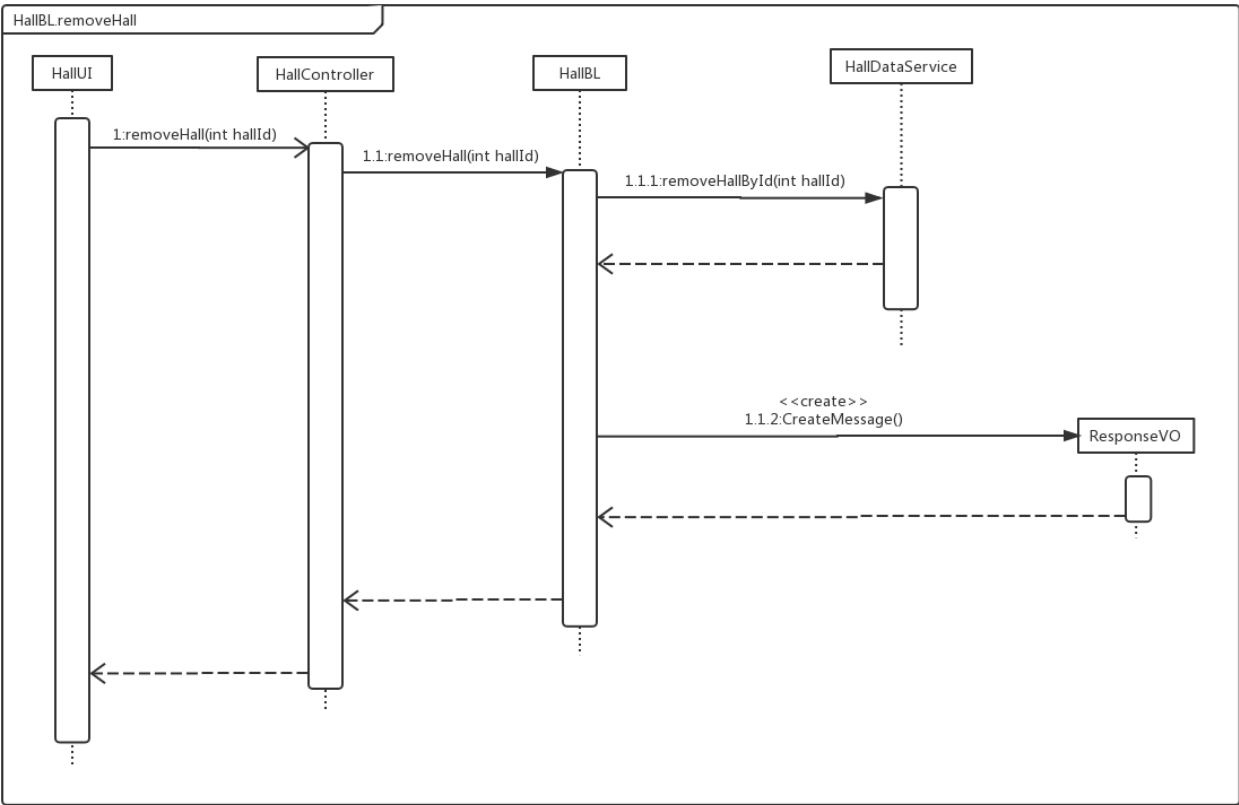 HallBL.removeHall
HallUI
HallController
HallBL
HallDataService
1:removeHall(int hallId)
1.1:removeHall(int hallId)
1.1.1:removeHallById(int hallId)
<<create>>
1.1.2:CreateMessage()
ResponseVO